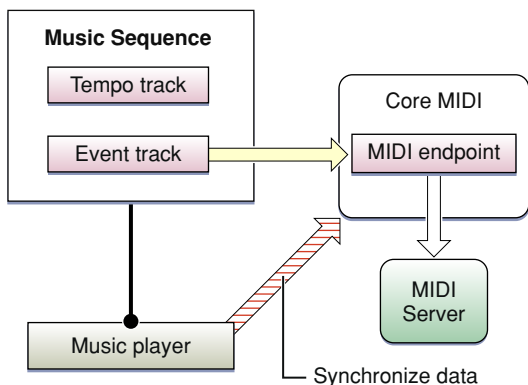 Music Sequence
Tempo track
Event track
Core MIDI
MIDI endpoint
MIDI
Server
Music player
Synchronize data